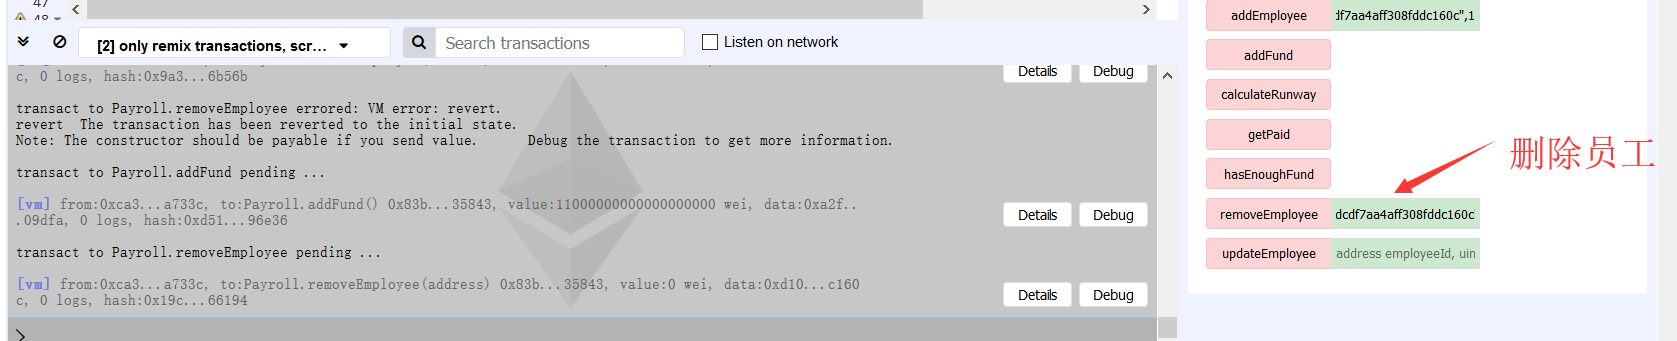 47
48
[2] only remix transactions, scr...
Search transactions
Listen on network
c, 0 logs, hash:0x9a3...6b56b
Details
Debug
transact to Payroll.removeEmployee errored: VM error: revert.
revert  The transaction has been reverted to the initial state.
Note: The constructor should be payable if you send value.      Debug the transaction to get more information.
transact to Payroll.addFund pending ...
[vm] from:0xca3...a733c, to:Payroll.addFund() 0x83b...35843, value:11000000000000000000 wei, data:0xa2f..
.09dfa, 0 logs, hash:0xd51...96e36
Details
Debug
transact to Payroll.removeEmployee pending ...
[vm] from:0xca3...a733c, to:Payroll.removeEmployee(address) 0x83b...35843, value:0 wei, data:0xd10...c160
c, 0 logs, hash:0x19c...66194
Details
Debug
>
addEmployee
df7aa4aff308fddc160c",1
addFund
calculateRunway
getPaid
hasEnoughFund
删除员工
removeEmployee
dcdf7aa4aff308fddc160c
updateEmployee
address employeeId, uin